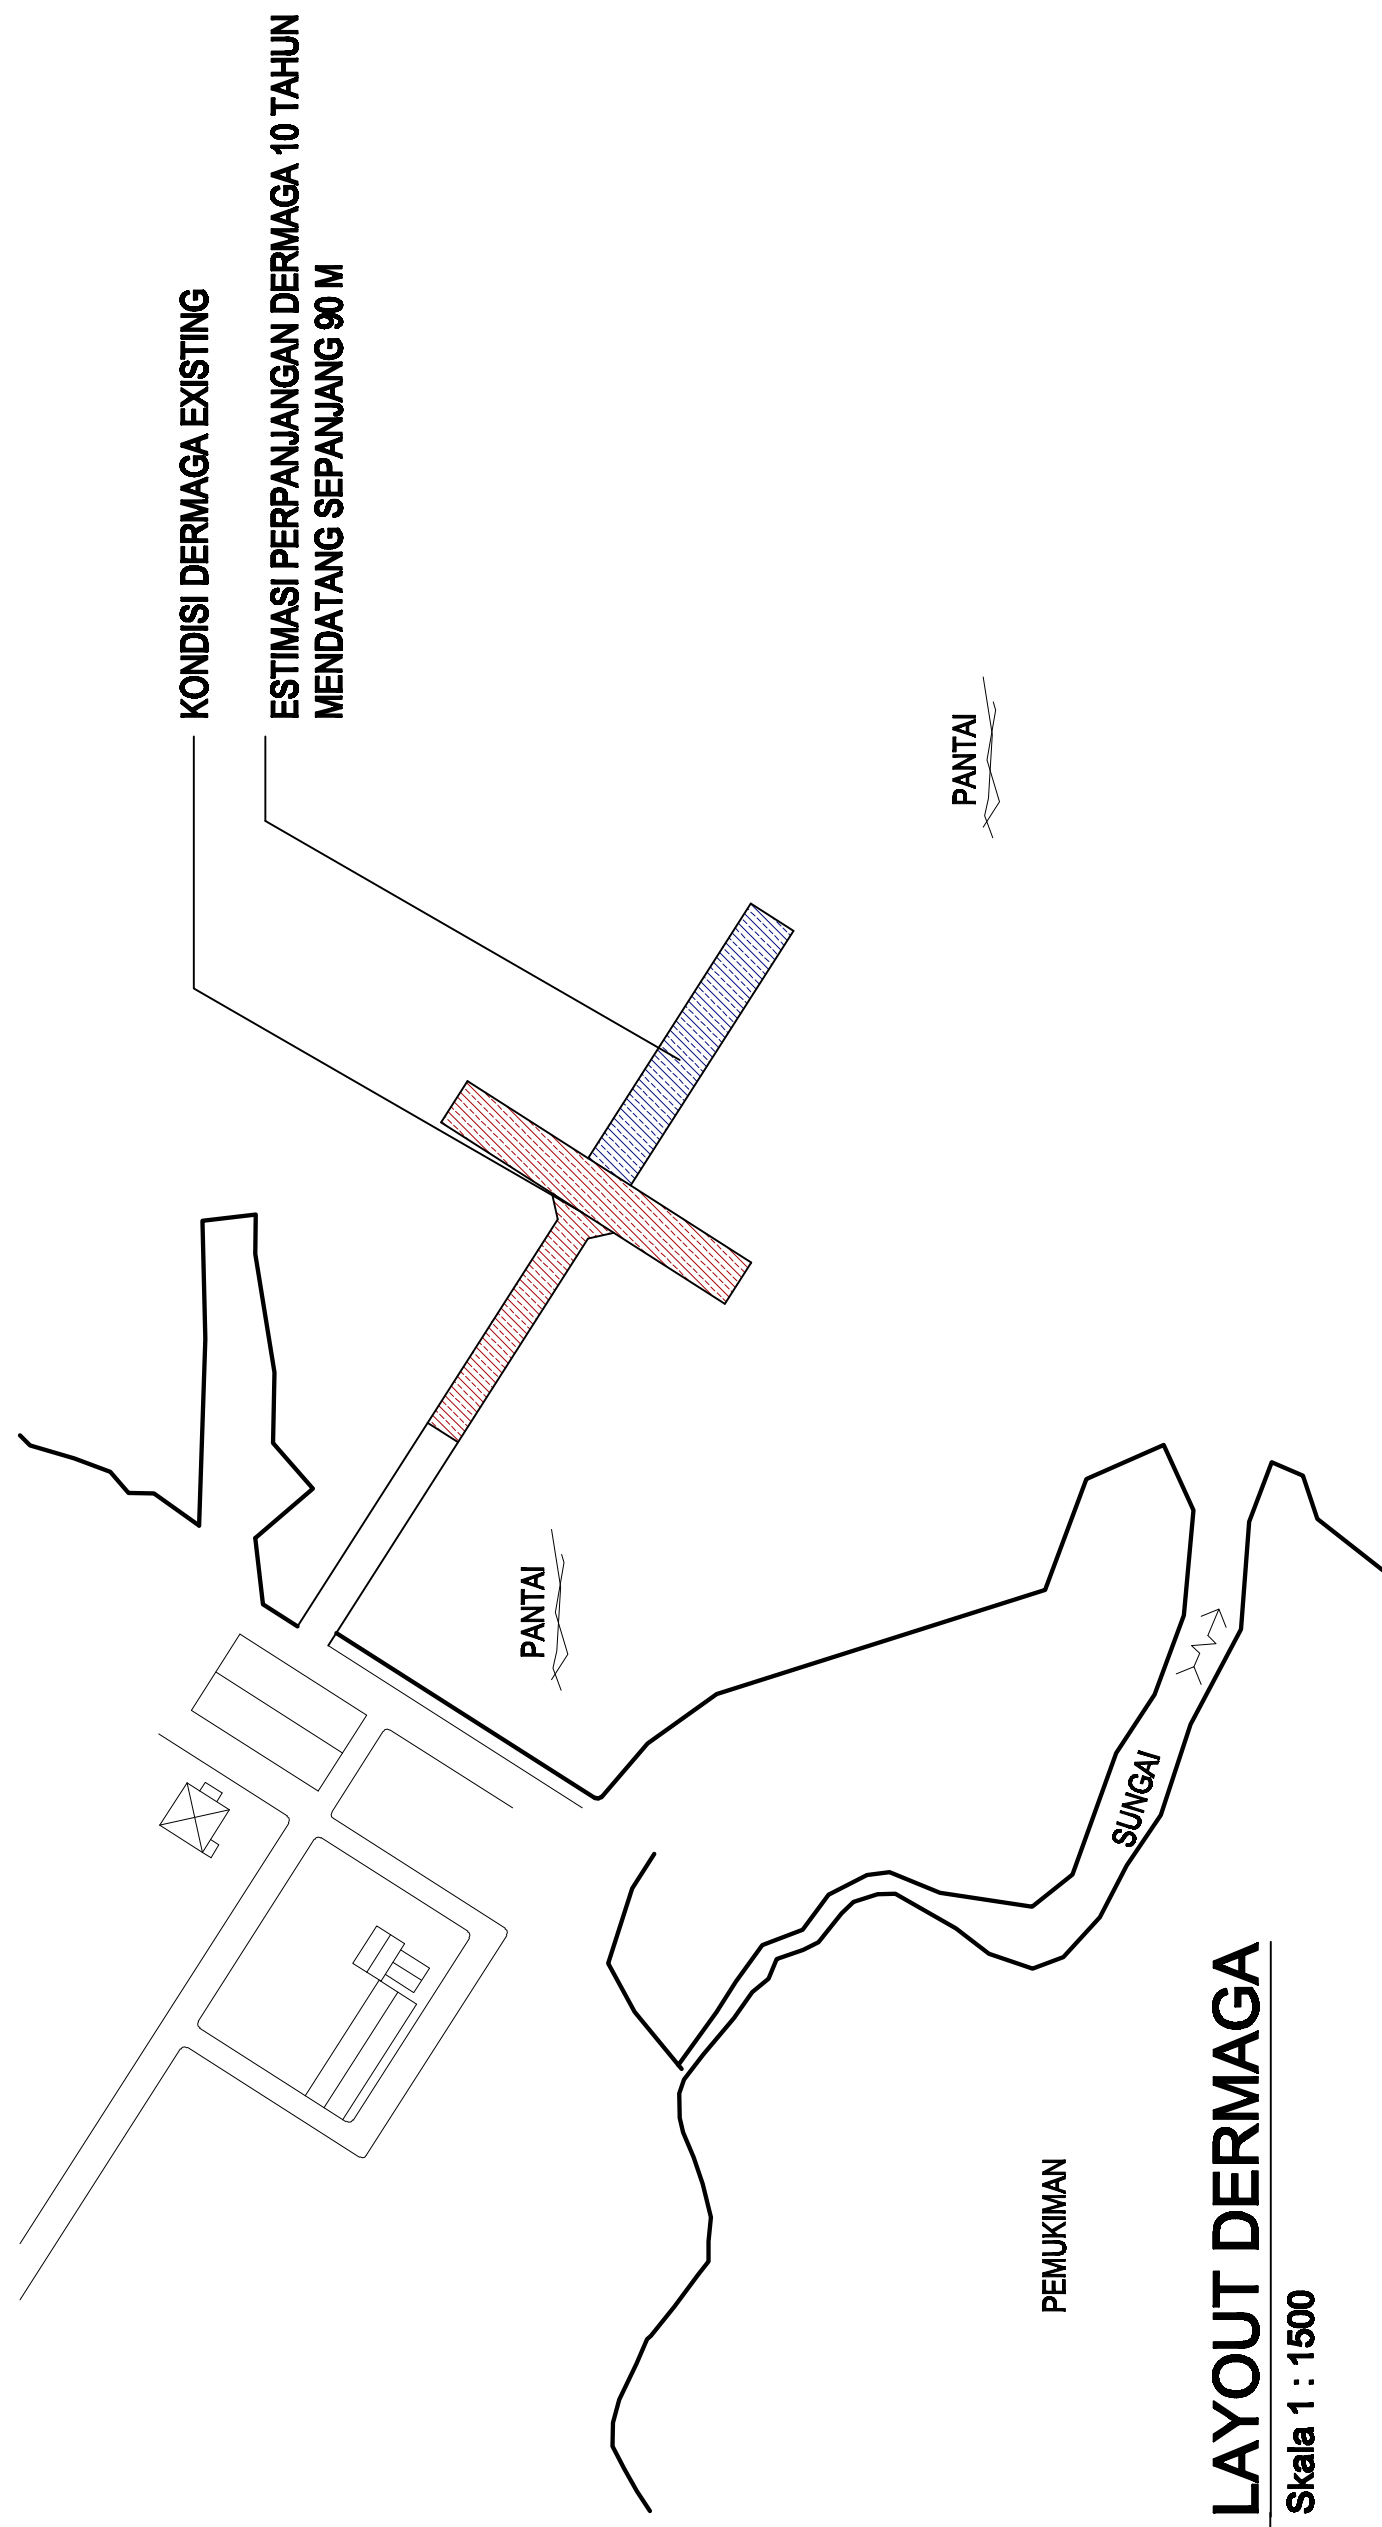 KONDISI DERMAGA EXISTING
ESTIMASI PERPANJANGAN DERMAGA 10 TAHUN
MENDATANG SEPANJANG 90 M
PANTAI
PANTAI
SUNGAI
PEMUKIMAN
LAYOUT DERMAGA
Skala 1 : 1500